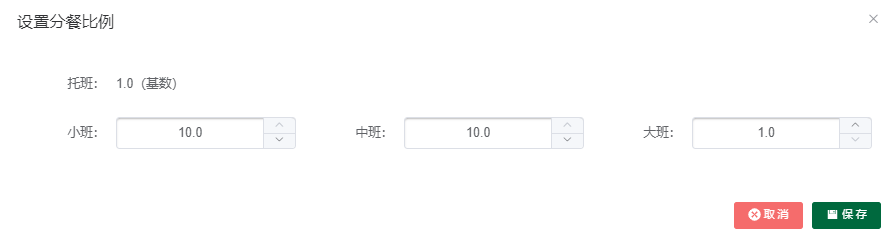 设置分餐比例
托班： 1.0（基数）
小班： 10.0 中班： 10.0 大班： 1.0
取消 保存